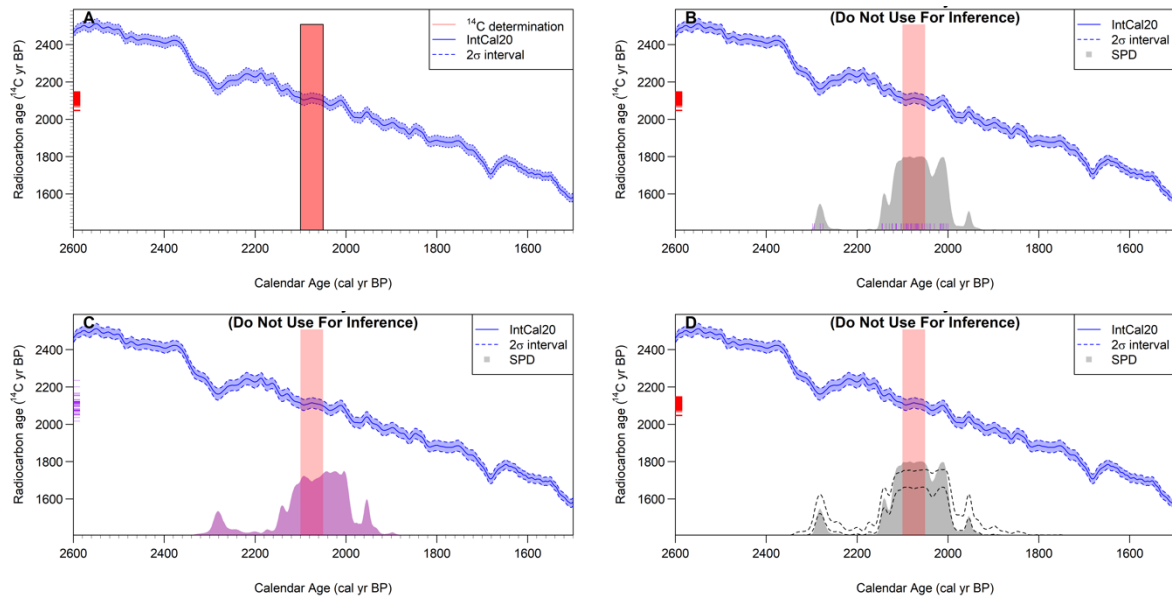 A
2400
2200
2000
1800
1600
Radiocarbon age (¹⁴C yr BP)
¹⁴C determination
IntCal20
2σ interval
2600 2400 2200 2000 1800 1600
Calendar Age (cal yr BP)
B
(Do Not Use For Inference)
2400
2200
2000
1800
1600
Radiocarbon age (¹⁴C yr BP)
IntCal20
2σ interval
SPD
2600 2400 2200 2000 1800 1600
Calendar Age (cal yr BP)
C
(Do Not Use For Inference)
2400
2200
2000
1800
1600
Radiocarbon age (¹⁴C yr BP)
IntCal20
2σ interval
SPD
2600 2400 2200 2000 1800 1600
Calendar Age (cal yr BP)
D
(Do Not Use For Inference)
2400
2200
2000
1800
1600
Radiocarbon age (¹⁴C yr BP)
IntCal20
2σ interval
SPD
2600 2400 2200 2000 1800 1600
Calendar Age (cal yr BP)